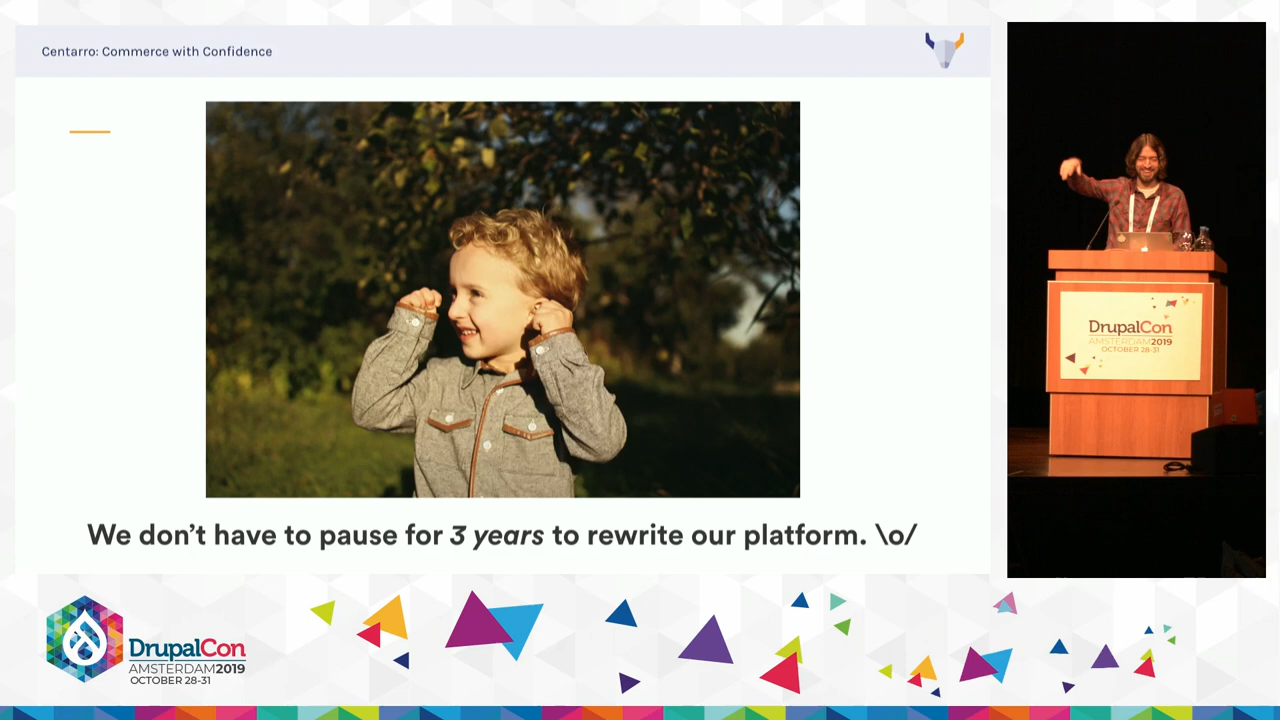 Centarro: Commerce with Confidence
We don't have to pause for 3 years to rewrite our platform. \o/
DrupalCon
AMSTERDAM2019
OCTOBER 28-31
DrupalCon
AMSTERDAM2019
OCTOBER 28-31